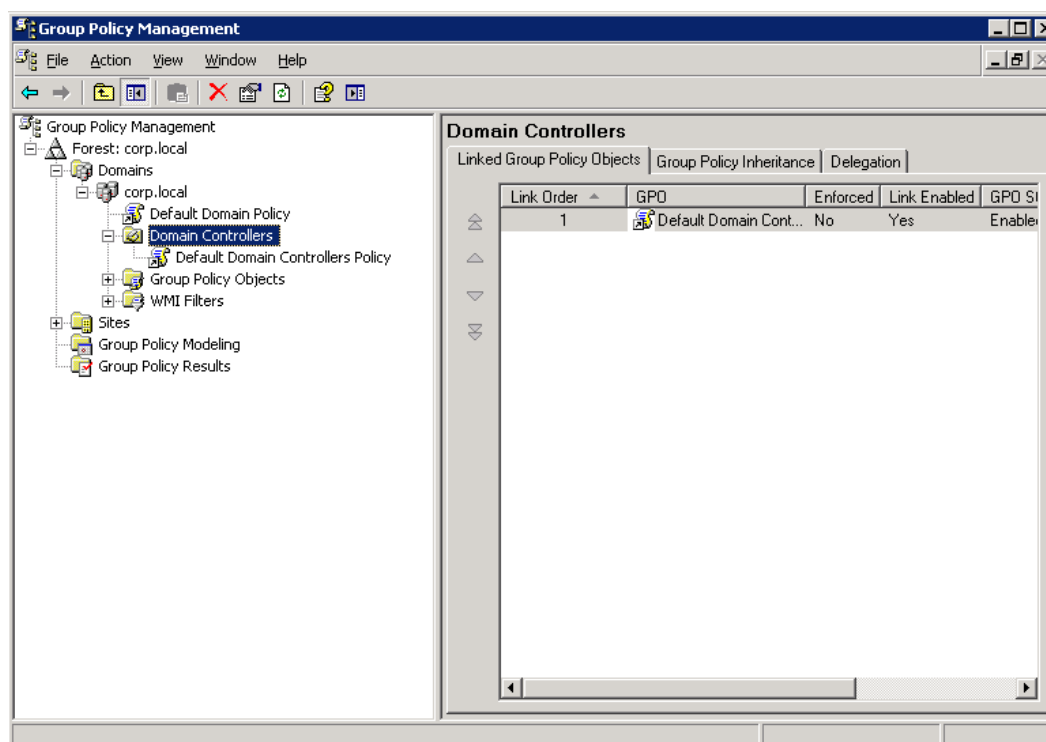 Group Policy Management
File Action View Window Help
Group Policy Management
Forest: corp.local
Domains
corp.local
Default Domain Policy
Domain Controllers
Default Domain Controllers Policy
Group Policy Objects
WMI Filters
Sites
Group Policy Modeling
Group Policy Results
Domain Controllers
Linked Group Policy Objects Group Policy Inheritance Delegation
Link Order GPO Enforced Link Enabled GPO
1 Default Domain Cont... No Yes